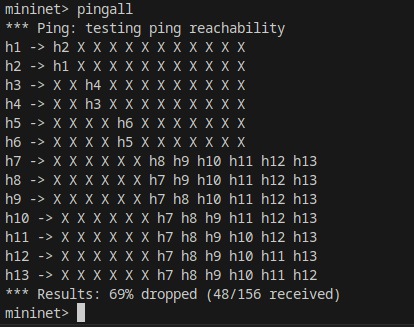 mininet> pingall
*** Ping: testing ping reachability
h1 -> h2 X X X X X X X X X X X
h2 -> h1 X X X X X X X X X X X
h3 -> X X h4 X X X X X X X X X
h4 -> X X h3 X X X X X X X X X
h5 -> X X X X h6 X X X X X X X
h6 -> X X X X h5 X X X X X X X
h7 -> X X X X X X h8 h9 h10 h11 h12 h13
h8 -> X X X X X X h7 h9 h10 h11 h12 h13
h9 -> X X X X X X h7 h8 h10 h11 h12 h13
h10 -> X X X X X X h7 h8 h9 h11 h12 h13
h11 -> X X X X X X h7 h8 h9 h10 h12 h13
h12 -> X X X X X X h7 h8 h9 h10 h11 h13
h13 -> X X X X X X h7 h8 h9 h10 h11 h12
*** Results: 69% dropped (48/156 received)
mininet>